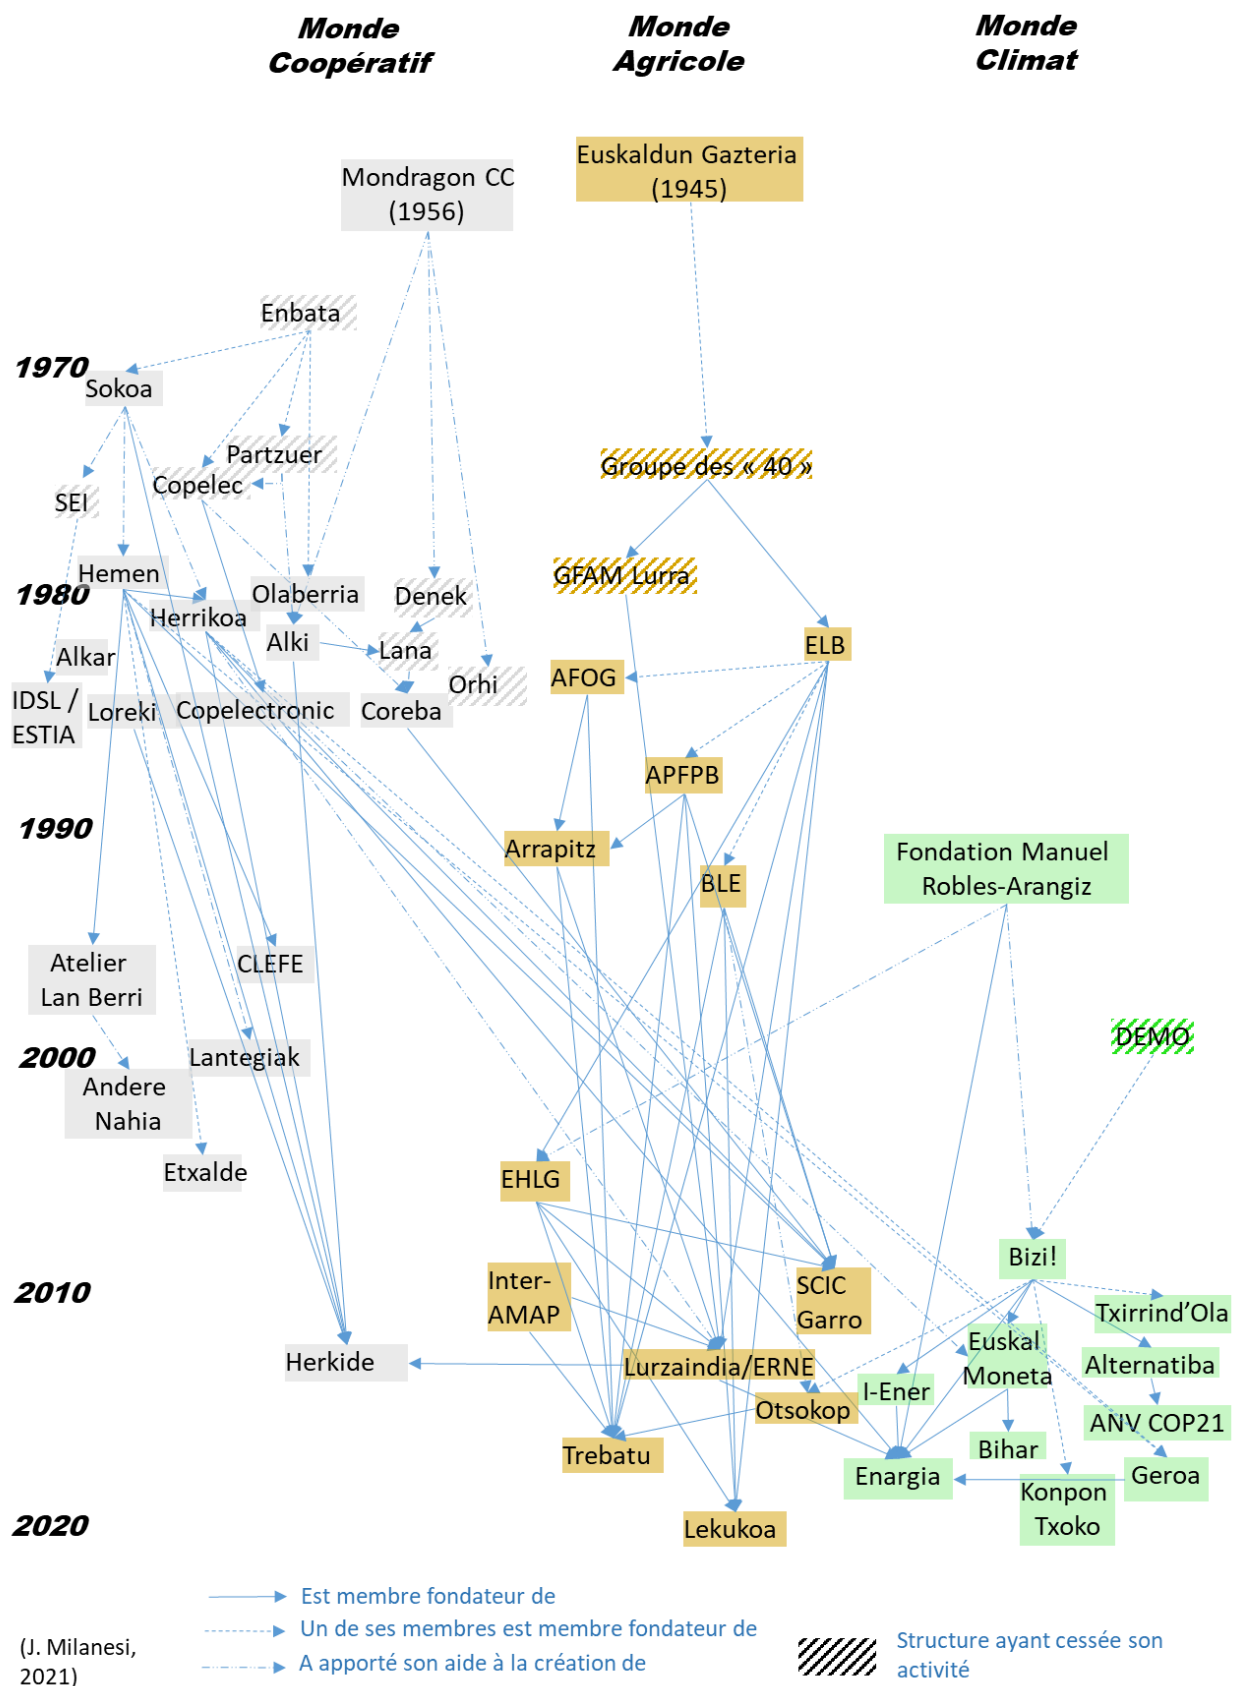 Monde
Coopératif
Monde
Agricole
Monde
Climat
Euskaldun Gazteria
(1945)
Mondragon CC
(1956)
Enbata
1970
Sokoa
Partzuer
Groupe des « 40 »
Copelec
SEI
Hemen
GFAM Lurra
1980
Olaberria
Denek
Herrikoa
Alki
Lana
ELB
Alkar
AFOG
Orhi
IDSL /
ESTIA
Loreki
Copelectronic
Coreba
APFPB
1990
Arrapitz
Fondation Manuel
Robles-Arangiz
BLE
Atelier
Lan Berri
CLEFE
DEMO
2000
Lantegiak
Andere
Nahia
Etxalde
EHLG
Bizi!
2010
Inter-
AMAP
SCIC
Garro
Txirrind'Ola
Euskal
Moneta
Herkide
Lurzaindia/ERNE
Alternatiba
I-Ener
Otsokop
ANV COP21
Bihar
Trebatu
Enargia
Geroa
Konpon
Txoko
2020
Lekukoa
Est membre fondateur de
Un de ses membres est membre fondateur de
A apporté son aide à la création de
Structure ayant cessée son
activité
(J. Milanesi,
2021)